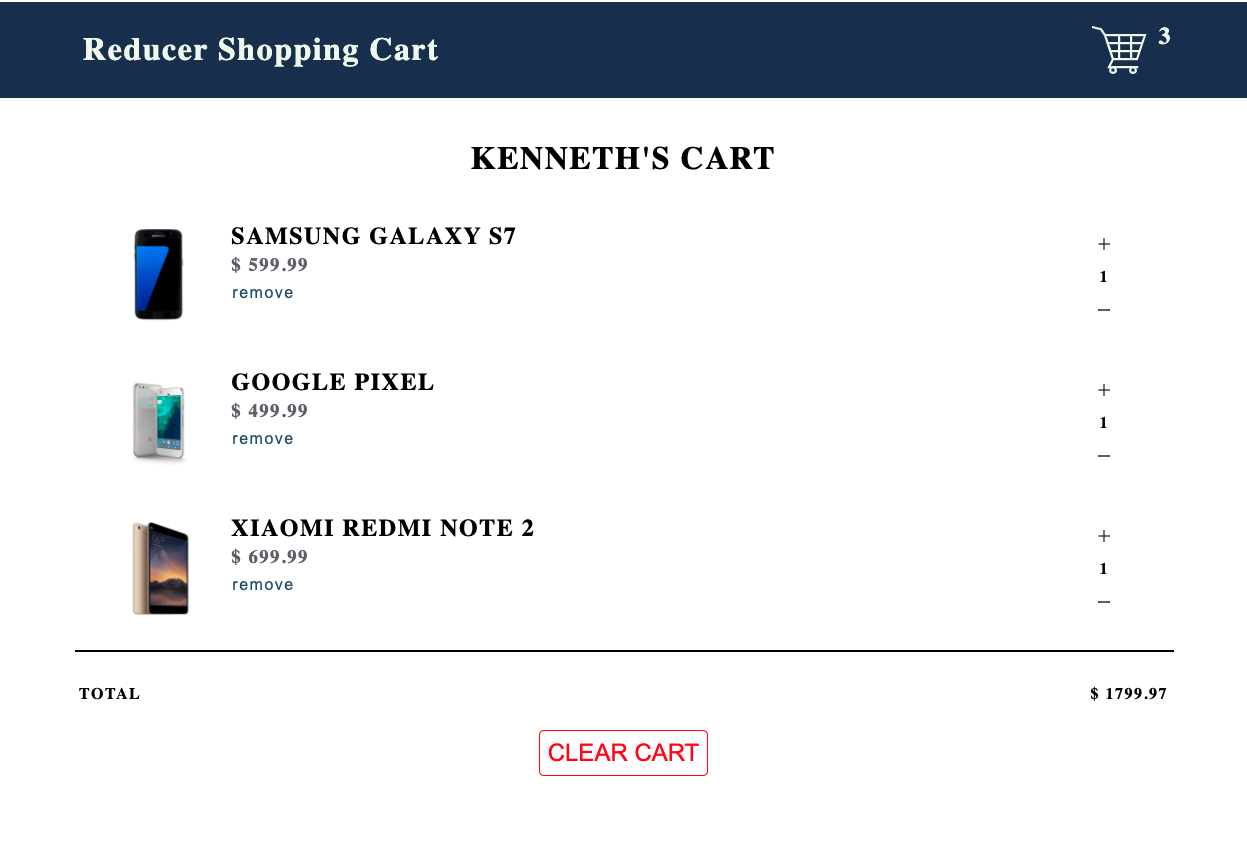 Reducer Shopping Cart 3
KENNETH'S CART
SAMSUNG GALAXY S7
$ 599.99
remove
+
1
−
GOOGLE PIXEL
$ 499.99
remove
+
1
−
XIAOMI REDMI NOTE 2
$ 699.99
remove
+
1
−
TOTAL $ 1799.97
CLEAR CART